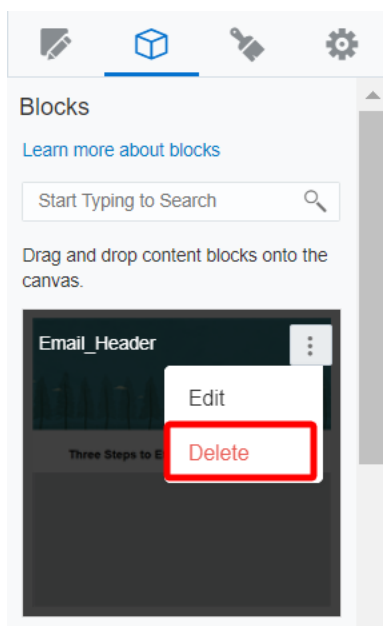 Blocks
Learn more about blocks
Start Typing to Search
Drag and drop content blocks onto the
canvas.
Email_Header
Edit
Three Steps to E
Delete